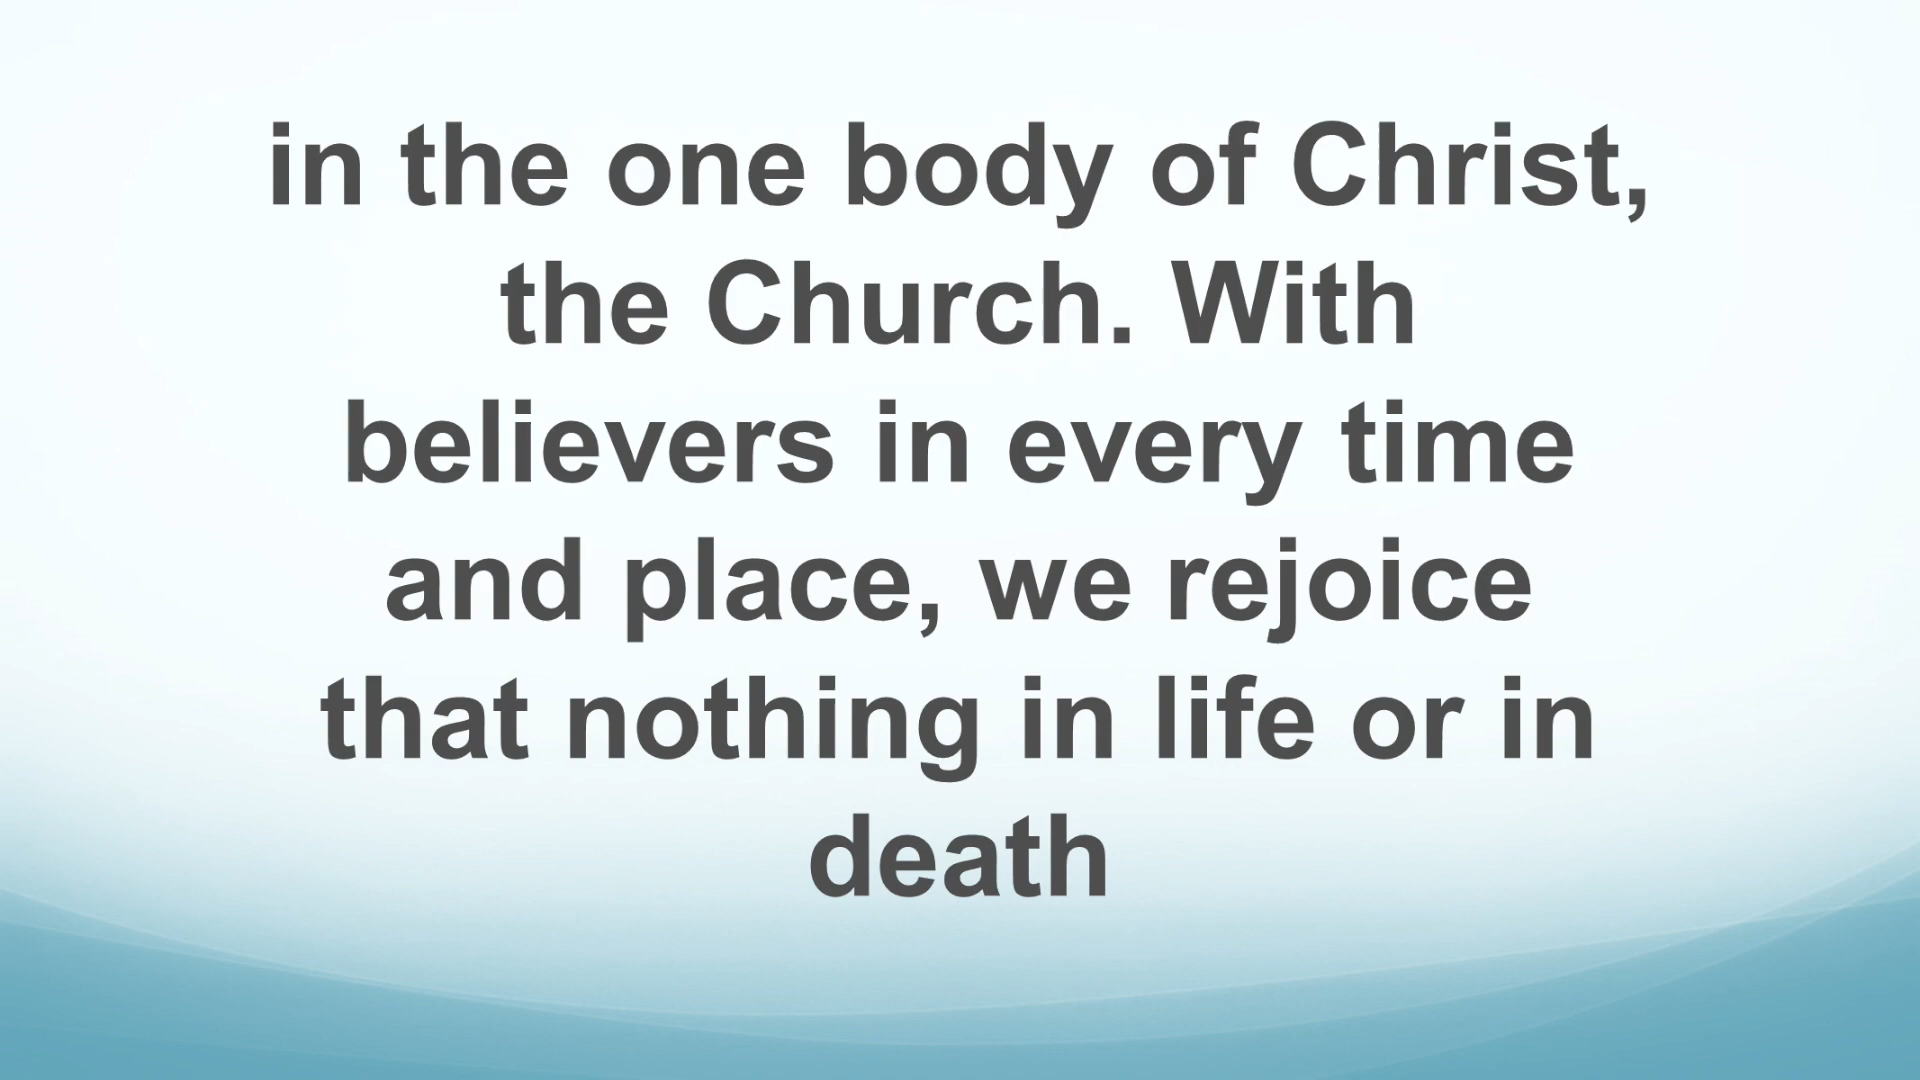 in the one body of Christ,
the Church. With
believers in every time
and place, we rejoice
that nothing in life or in
death